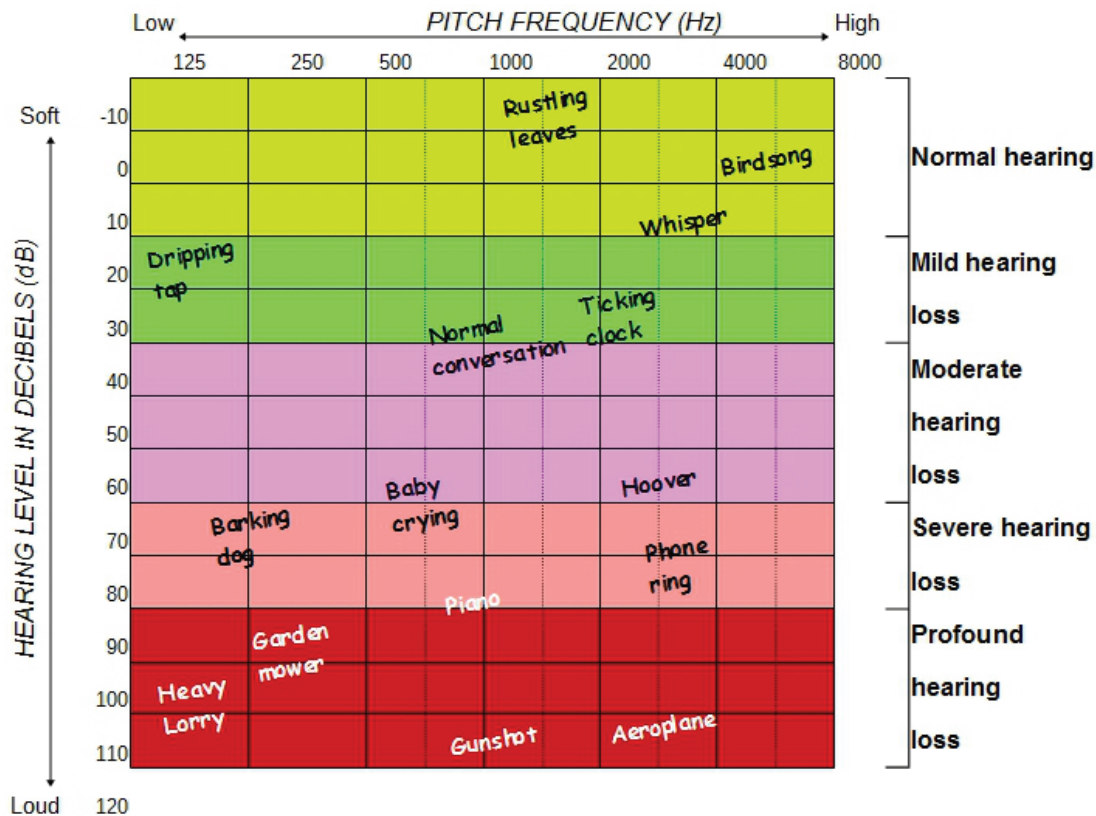 Low PITCH FREQUENCY (Hz) High
125 250 500 1000 2000 4000 8000
Soft
HEARING LEVEL IN DECIBELS (dB)
Loud
-10
0
10
20
30
40
50
60
70
80
90
100
110
120
Rustling
leaves
Birdsong
Whisper
Dripping
tap
Ticking
clock
Normal
conversation
Baby
crying
Hoover
Barking
dog
Phone
ring
Piano
Garden
mower
Heavy
Lorry
Gunshot
Aeroplane
Normal hearing
Mild hearing
loss
Moderate
hearing
loss
Severe hearing
loss
Profound
hearing
loss